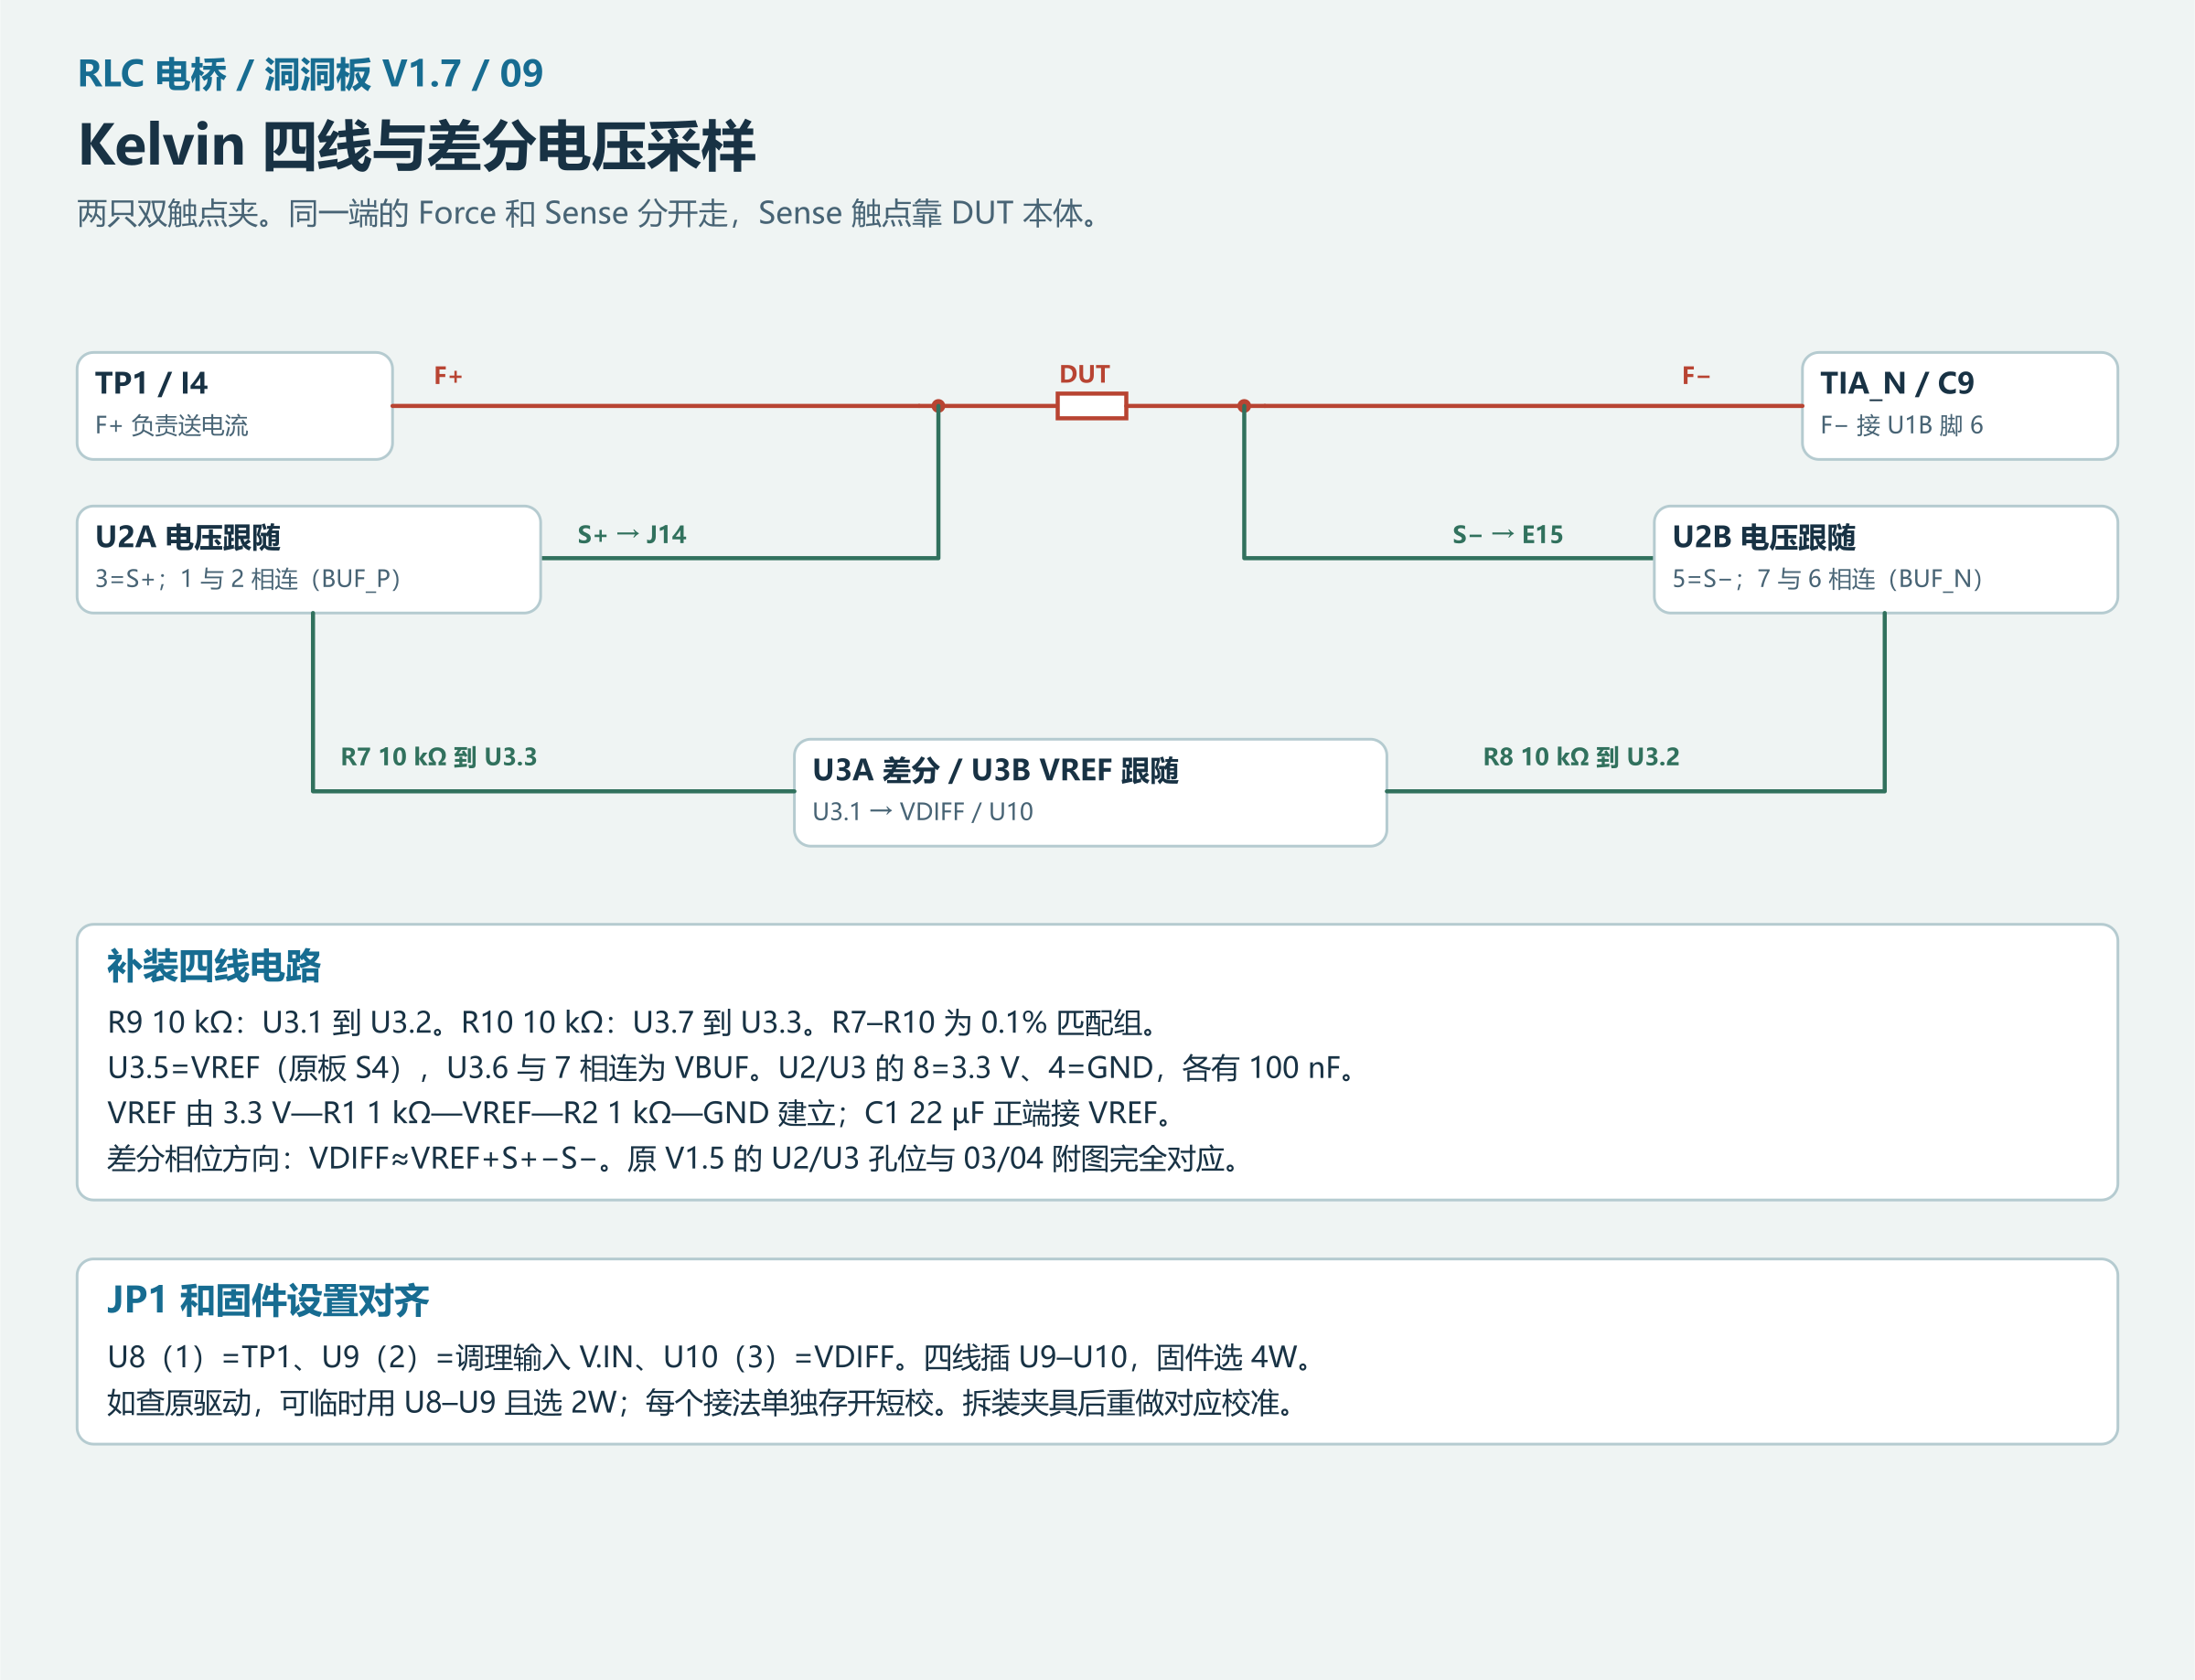 RLC 电桥 / 洞洞板 V1.7 / 09
Kelvin 四线与差分电压采样
两只双触点夹。同一端的 Force 和 Sense 分开走，Sense 触点靠 DUT 本体。
TP1 / I4
F+ 负责送电流
F+
DUT
F−
TIA_N / C9
F− 接 U1B 脚 6
U2A 电压跟随
3=S+；1 与 2 相连（BUF_P）
S+ → J14
S− → E15
U2B 电压跟随
5=S−；7 与 6 相连（BUF_N）
R7 10 kΩ 到 U3.3
U3A 差分 / U3B VREF 跟随
U3.1 → VDIFF / U10
R8 10 kΩ 到 U3.2
补装四线电路
R9 10 kΩ：U3.1 到 U3.2。R10 10 kΩ：U3.7 到 U3.3。R7–R10 为 0.1% 匹配组。
U3.5=VREF（原板 S4），U3.6 与 7 相连为 VBUF。U2/U3 的 8=3.3 V、4=GND，各有 100 nF。
VREF 由 3.3 V—R1 1 kΩ—VREF—R2 1 kΩ—GND 建立；C1 22 µF 正端接 VREF。
差分相位方向：VDIFF≈VREF+S+−S−。原 V1.5 的 U2/U3 孔位与 03/04 附图完全对应。
JP1 和固件设置对齐
U8（1）=TP1、U9（2）=调理输入 V.IN、U10（3）=VDIFF。四线插 U9–U10，固件选 4W。
如查原驱动，可临时用 U8–U9 且选 2W；每个接法单独存开短校。拆装夹具后重做对应校准。